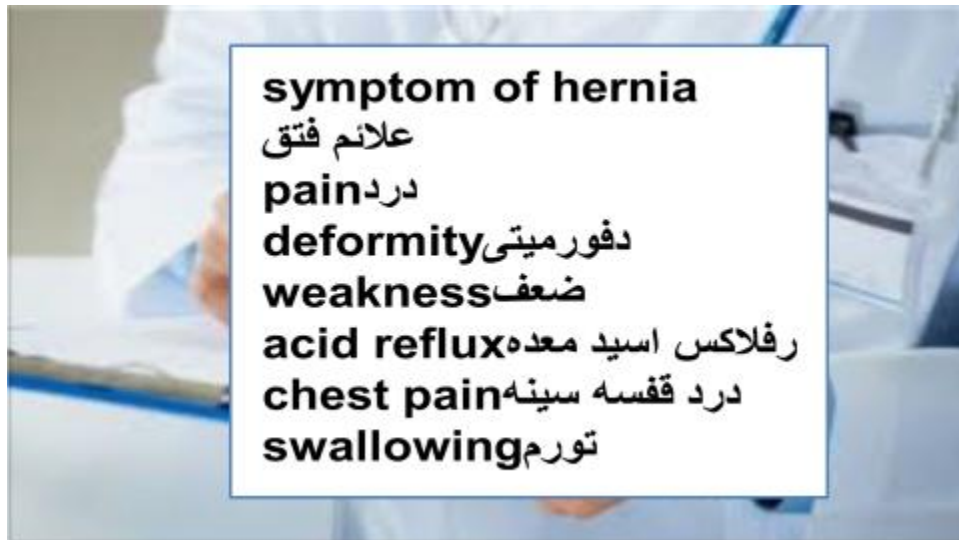 symptom of hernia
علائم فتق
painدرد
deformityدفورمیتی
weaknessضعف
acid refluxرفلاکس اسید معده
chest painدرد قفسه سینه
swallowingتورم